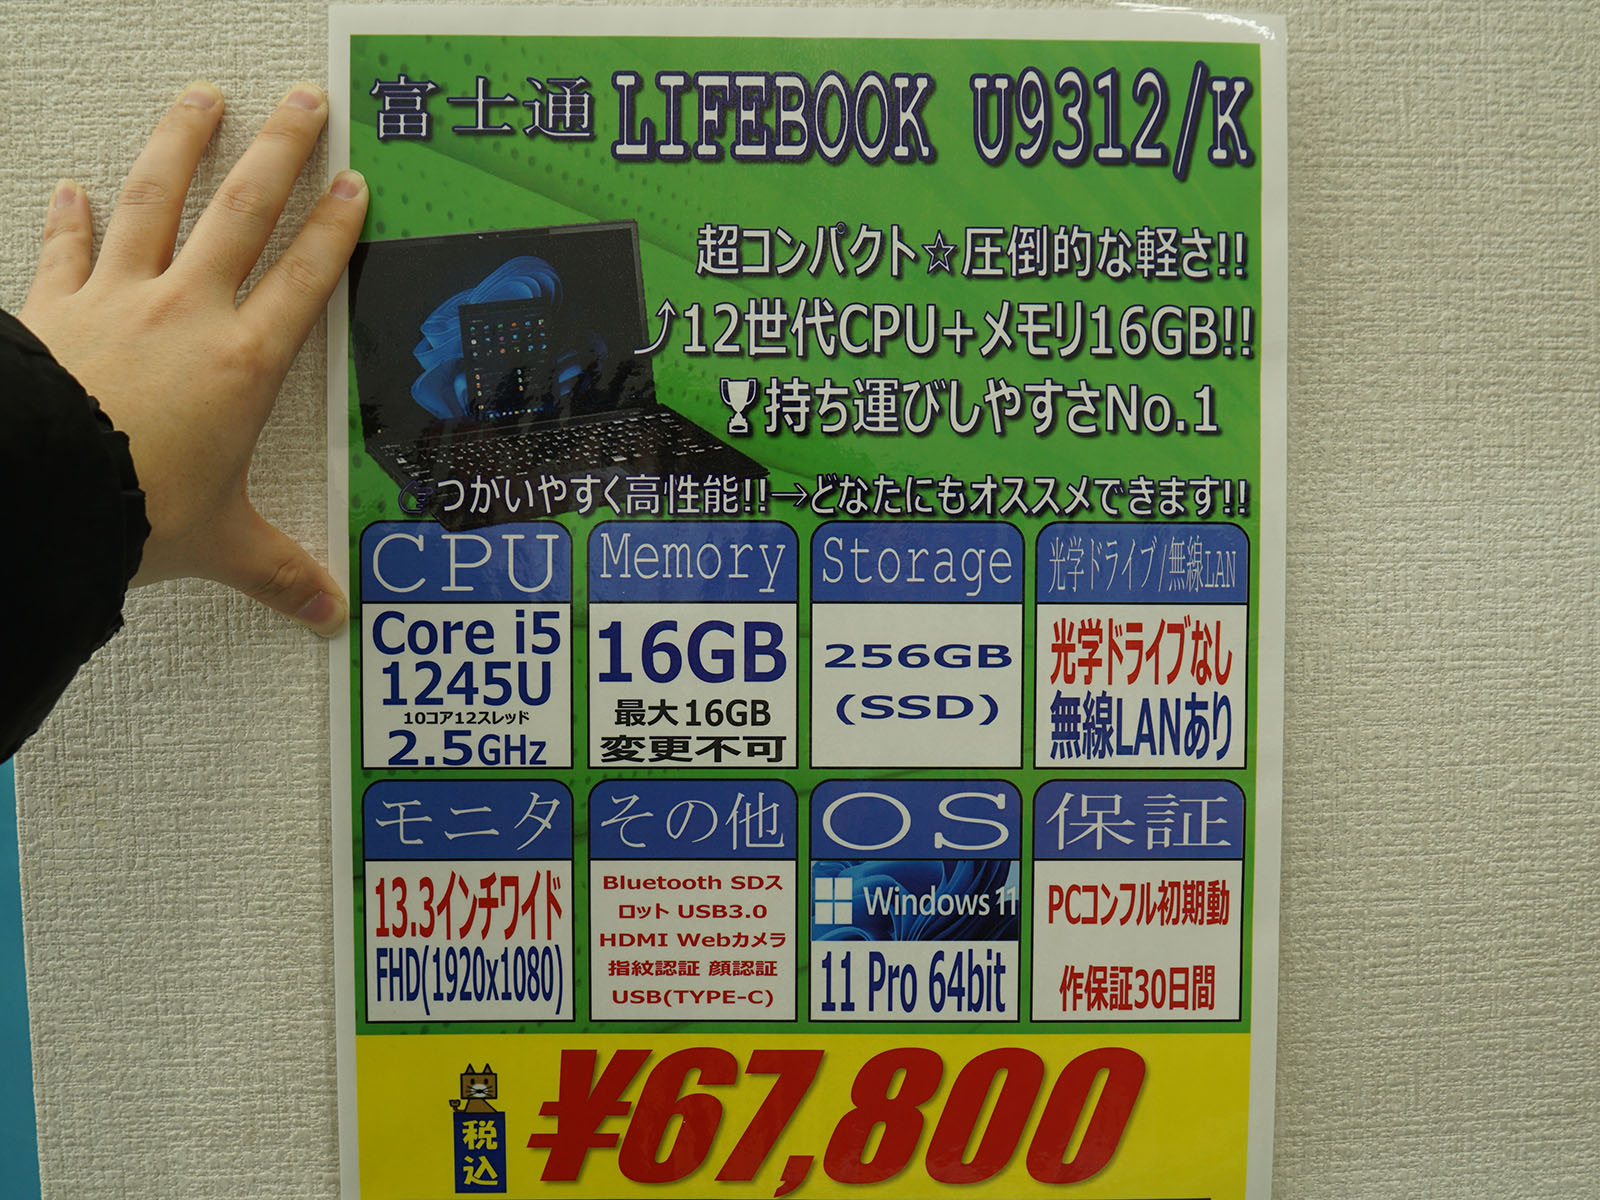 富士通 LIFEBOOK U9312/K
超コンパクト☆圧倒的な軽さ!!
⤴12世代CPU+メモリ16GB!!
🏆持ち運びしやすさNo.1
つかいやすく高性能!!→どなたにもオススメできます!!
CPU
Core i5
1245U
10コア12スレッド
2.5GHz
Memory
16GB
最大16GB
変更不可
Storage
256GB
(SSD)
光学ドライブ/無線LAN
光学ドライブなし
無線LANあり
モニタ
13.3インチワイド
FHD(1920x1080)
その他
Bluetooth SDス
ロット USB3.0
HDMI Webカメラ
指紋認証 顔認証
USB(TYPE-C)
OS
Windows 11
11 Pro 64bit
保証
PCコンフル初期動
作保証30日間
税込
¥67,800